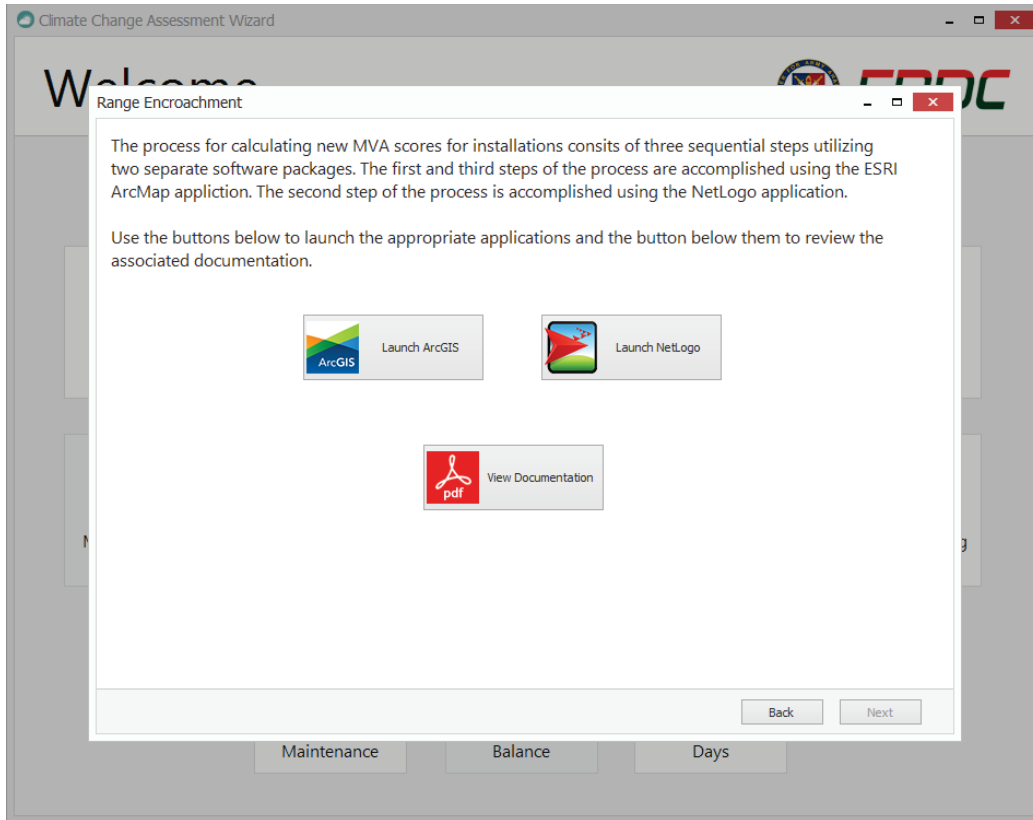 Climate Change Assessment Wizard
Welcome
ERDC
Range Encroachment
The process for calculating new MVA scores for installations consits of three sequential steps utilizing
two separate software packages. The first and third steps of the process are accomplished using the ESRI
ArcMap appliction. The second step of the process is accomplished using the NetLogo application.
Use the buttons below to launch the appropriate applications and the button below them to review the
associated documentation.
ArcGIS
Launch ArcGIS
Launch NetLogo
pdf
View Documentation
Back
Next
Maintenance
Balance
Days